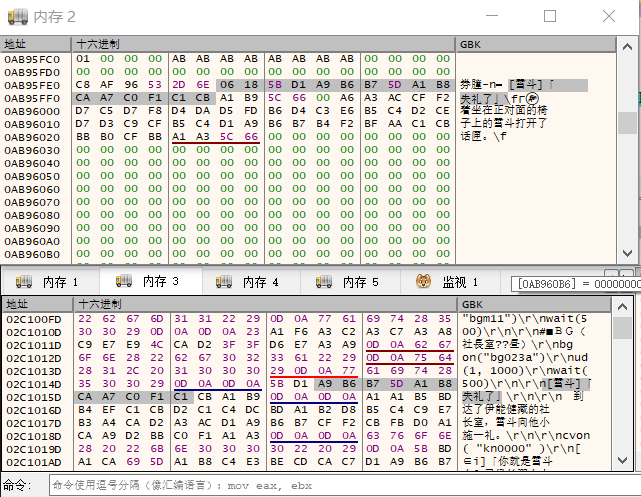 内存 2
地址 十六进制 GBK
0AB95FC0 01 00 00 00 AB AB AB AB AB AB AB AB 00 00 00 00
0AB95FD0 00 00 00 00 00 00 00 00 00 00 00 00 00 00 00 00
0AB95FE0 C8 AF 96 53 2D 6E 06 18 5B D1 A9 B6 B7 5D A1 B8 [雪斗]「
0AB95FF0 CA A7 C0 F1 C1 CB A1 B9 5C 66 00 A6 A3 AC CF F2 失礼了」\f
0AB96000 D7 C5 D7 F8 D4 DA D5 FD B6 D4 C3 E6 B5 C4 D2 CE 着坐在正对面的椅
0AB96010 D7 D3 C9 CF B5 C4 D1 A9 B6 B7 B4 F2 BF AA C1 CB 子上的雪斗打开了
0AB96020 BB B0 CF BB A1 A3 5C 66 00 00 00 00 00 00 00 00 话匣。\f
0AB96030 00 00 00 00 00 00 00 00 00 00 00 00 00 00 00 00
0AB96040 00 00 00 00 00 00 00 00 00 00 00 00 00 00 00 00
0AB96050 00 00 00 00 00 00 00 00 00 00 00 00 00 00 00 00
0AB96060 00 00 00 00 00 00 00 00 00 00 00 00 00 00 00 00
0AB96070 00 00 00 00 00 00 00 00 00 00 00 00 00 00 00 00
0AB96080 00 00 00 00 00 00 00 00 00 00 00 00 00 00 00 00
0AB96090 00 00 00 00 00 00 00 00 00 00 00 00 00 00 00 00
0AB960A0 00 00 00 00 00 00 00 00 00 00 00 00 00 00 00 00
0AB960B0 00 00 00 00 00 00 00 00 00 00 00 00 00 00 00 00
内存 1 内存 3 内存 4 内存 5 监视 1 [0AB960B6] = 00000000
地址 十六进制 GBK
02C100FD 22 62 67 6D 31 31 22 29 0D 0A 77 61 69 74 28 35 "bgm11")\r\nwait(5
02C1010D 30 30 29 0D 0A 0D 0A 23 A1 F6 A3 C2 A3 C7 A3 A8 00)\r\n\r\n#■ＢＧ（
02C1011D C9 E7 E9 4C CA D2 3F 3F D6 E7 A3 A9 0D 0A 62 67 社長室??昼）\r\nbg
02C1012D 6F 6E 28 22 62 67 30 32 33 61 22 29 0D 0A 75 64 on("bg023a")\r\nud
02C1013D 28 31 2C 20 31 30 30 30 29 0D 0A 77 61 69 74 28 (1, 1000)\r\nwait(
02C1014D 35 30 30 29 0D 0A 0D 0A 5B D1 A9 B6 B7 5D A1 B8 500)\r\n\r\n[雪斗]「
02C1015D CA A7 C0 F1 C1 CB A1 B9 0D 0A 0D 0A A1 A1 B5 BD 失礼了」\r\n\r\n　到
02C1016D B4 EF C1 CB D2 C1 C4 DC BD A1 B2 D8 B5 C4 C9 E7 达了伊能健藏的社
02C1017D B3 A4 CA D2 A3 AC D1 A9 B6 B7 CF F2 CB FB D0 A1 长室，雪斗向他小
02C1018D CA A9 D2 BB C0 F1 A1 A3 0D 0A 0D 0A 63 76 6F 6E 施一礼。\r\n\r\ncvon
02C1019D 28 20 22 6B 6E 30 30 30 30 22 20 29 0D 0A 5B BD ( "kn0000" )\r\n[
02C101AD A1 CA 69 5D A1 B8 C4 E3 BE CD CA C7 D1 A9 B6 B7 i]「你就是雪斗
命令: 命令使用逗号分隔（像汇编语言）：mov eax, ebx